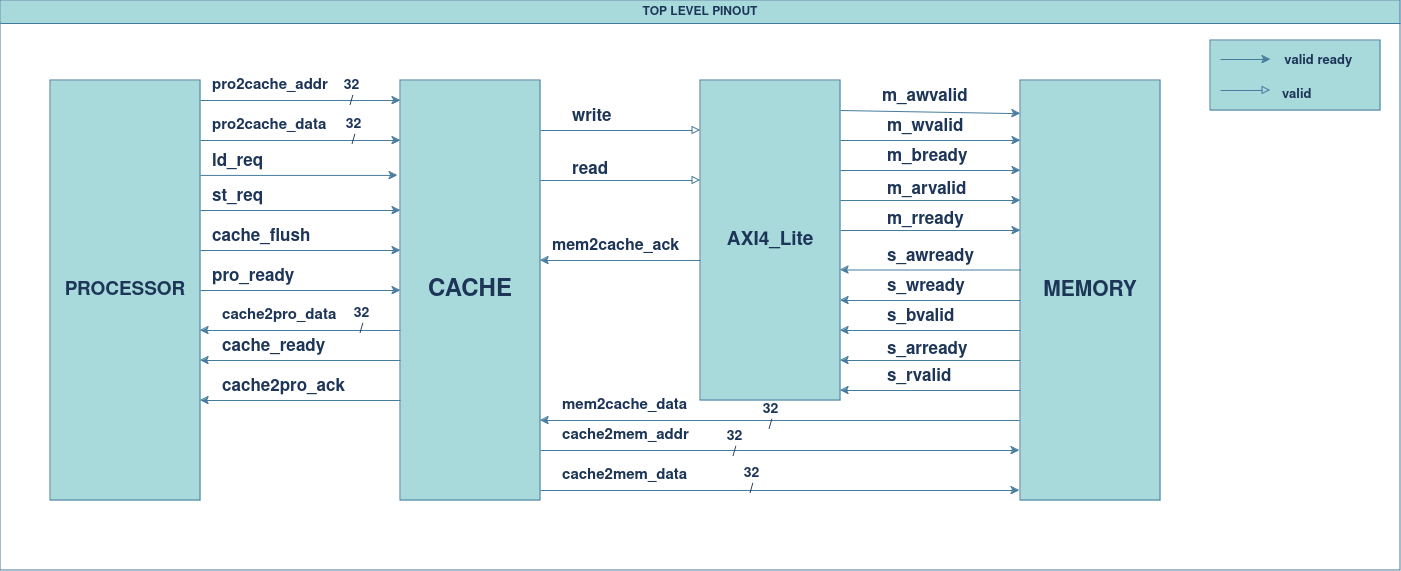 TOP LEVEL PINOUT
valid ready
valid
PROCESSOR
pro2cache_addr 32
pro2cache_data 32
ld_req
st_req
cache_flush
pro_ready
cache2pro_data 32
cache_ready
cache2pro_ack
CACHE
write
read
mem2cache_ack
AXI4_Lite
m_awvalid
m_wvalid
m_bready
m_arvalid
m_rready
s_awready
s_wready
s_bvalid
s_arready
s_rvalid
mem2cache_data 32
cache2mem_addr 32
cache2mem_data 32
MEMORY